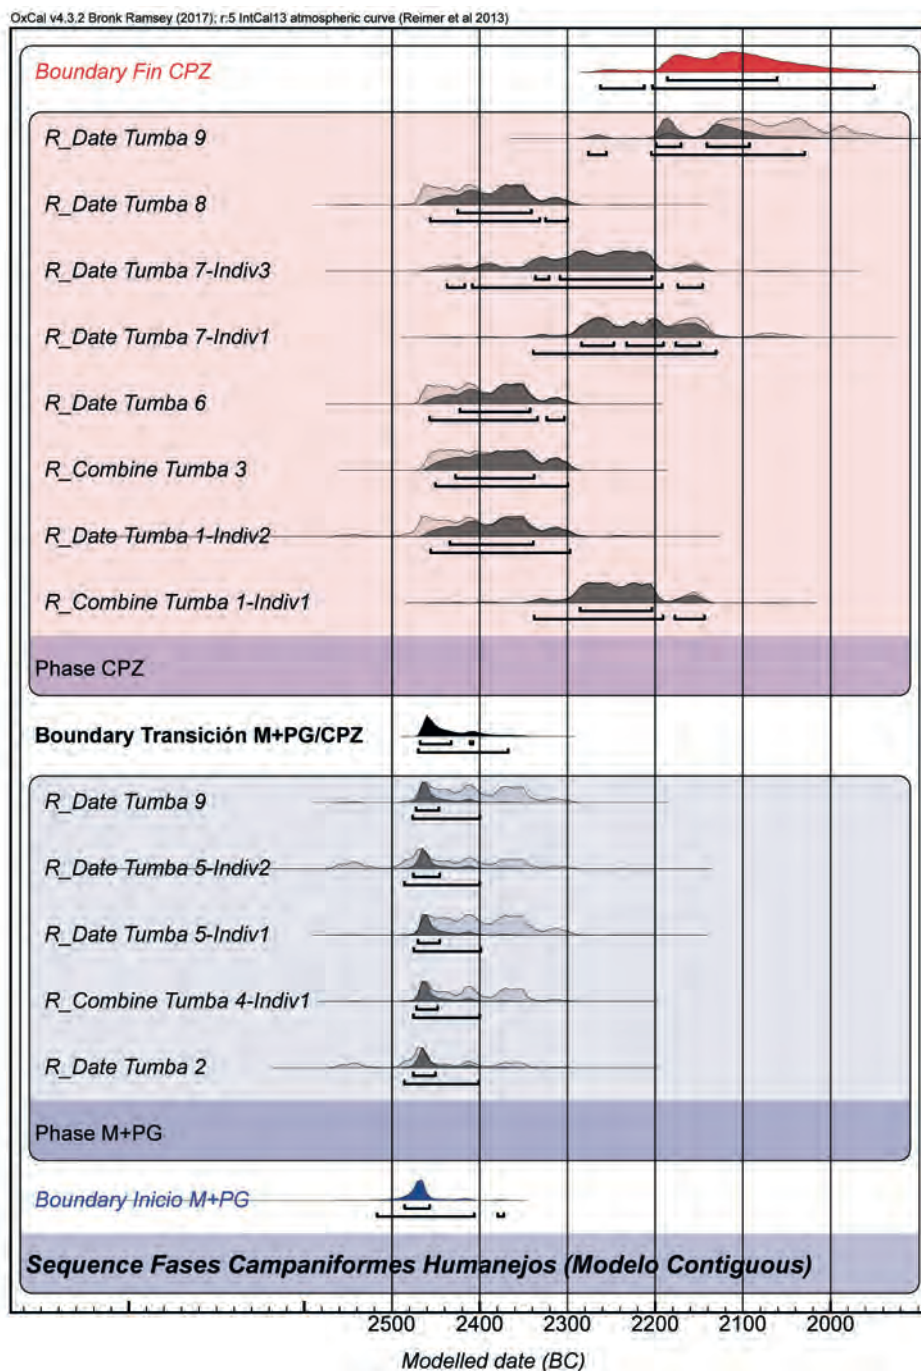 OxCal v4.3.2 Bronk Ramsey (2017); r:5 IntCal13 atmospheric curve (Reimer et al 2013)
Boundary Fin CPZ
R_Date Tumba 9
R_Date Tumba 8
R_Date Tumba 7-Indiv3
R_Date Tumba 7-Indiv1
R_Date Tumba 6
R_Combine Tumba 3
R_Date Tumba 1-Indiv2
R_Combine Tumba 1-Indiv1
Phase CPZ
Boundary Transición M+PG/CPZ
R_Date Tumba 9
R_Date Tumba 5-Indiv2
R_Date Tumba 5-Indiv1
R_Combine Tumba 4-Indiv1
R_Date Tumba 2
Phase M+PG
Boundary Inicio M+PG
Sequence Fases Campaniformes Humanejos (Modelo Contiguous)
2500 2400 2300 2200 2100 2000
Modelled date (BC)